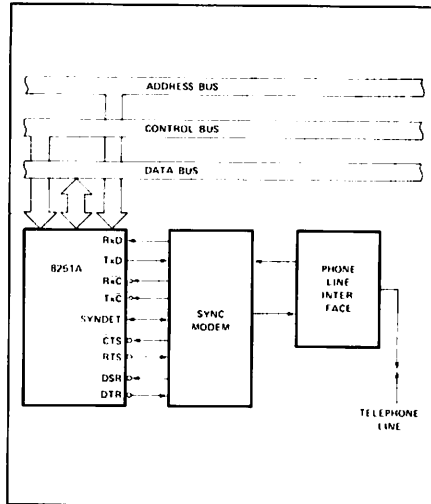 ADDRESS BUS
CONTROL BUS
DATA BUS
8251A
RxD
TxD
RxC
TxC
SYNDET
CTS
RTS
DSR
DTR
SYNC
MODEM
PHONE
LINE
INTER
FACE
TELEPHONE
LINE